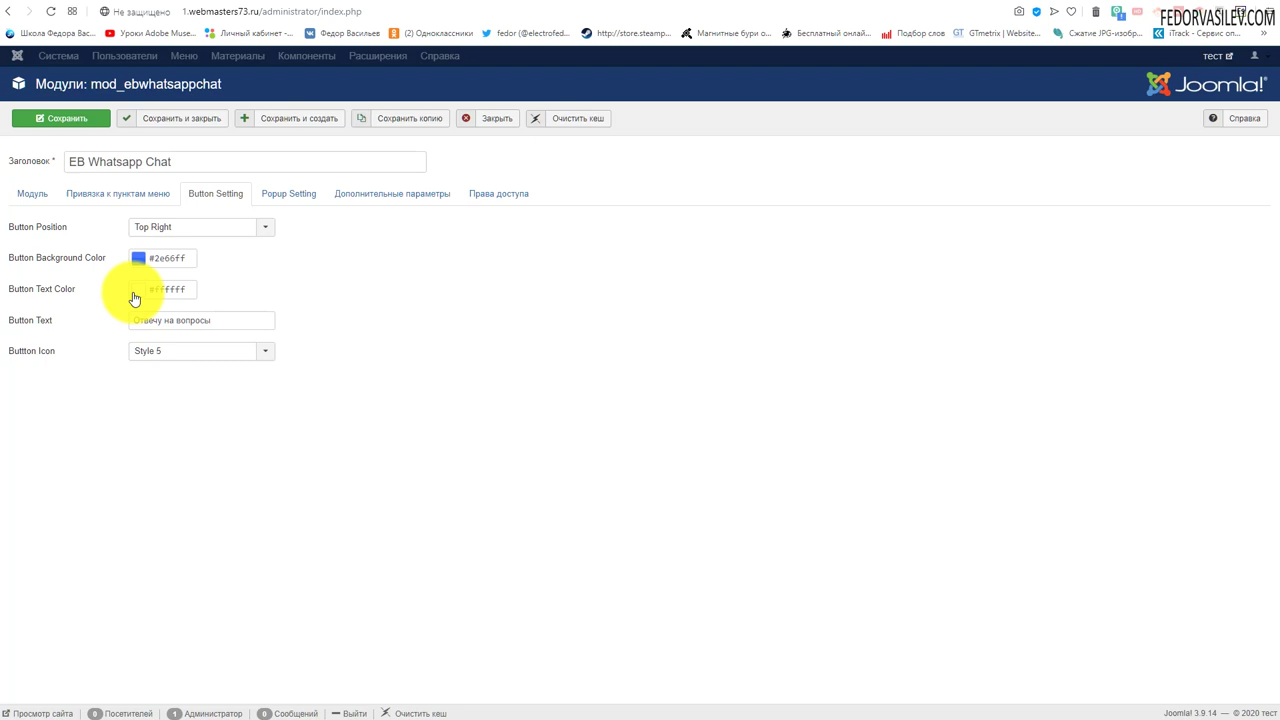 Не защищено
1.webmasters73.ru/administrator/index.php
FEDORVASILEV.COM
Школа Федора Вас...
Уроки Adobe Muse...
Личный кабинет -...
Федор Васильев
(2) Одноклассники
fedor (@electrofed...
http://store.steamp...
Магнитные бури о...
Бесплатный онлай...
Подбор слов
GTmetrix | Website...
Сжатие JPG-изобр...
iTrack - Сервис оп...
Система
Пользователи
Меню
Материалы
Компоненты
Расширения
Справка
тест
Модули: mod_ebwhatsappchat
Joomla!®
Сохранить
Сохранить и закрыть
Сохранить и создать
Сохранить копию
Закрыть
Очистить кеш
Справка
Заголовок *
EB Whatsapp Chat
Модуль
Привязка к пунктам меню
Button Setting
Popup Setting
Дополнительные параметры
Права доступа
Button Position
Top Right
Button Background Color
#2e66ff
Button Text Color
#ffffff
Button Text
Отвечу на вопросы
Buttton Icon
Style 5
Просмотр сайта
0 Посетителей
1 Администратор
0 Сообщений
Выйти
Очистить кеш
Joomla! 3.9.14 — © 2020 тест